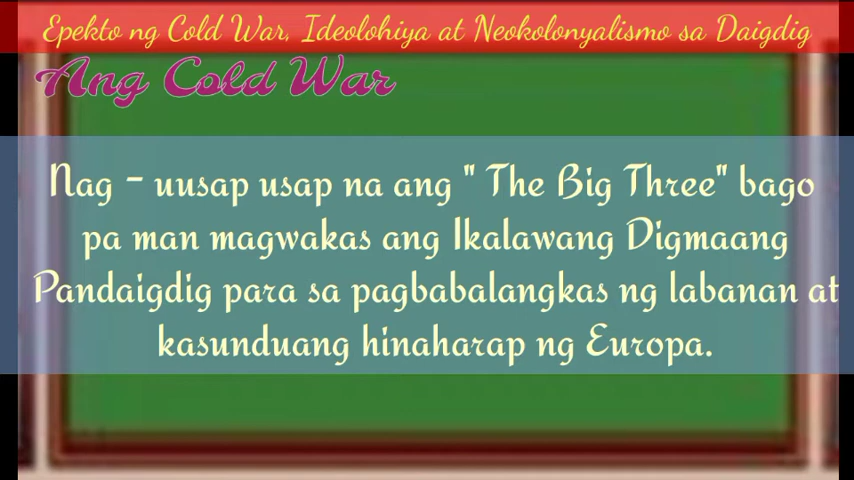 Epekto ng Cold War, Ideolohiya at Neokolonyalismo sa Daigdig
Ang Cold War
Nag - uusap usap na ang " The Big Three" bago
pa man magwakas ang Ikalawang Digmaang
Pandaigdig para sa pagbabalangkas ng labanan at
kasunduang hinaharap ng Europa.